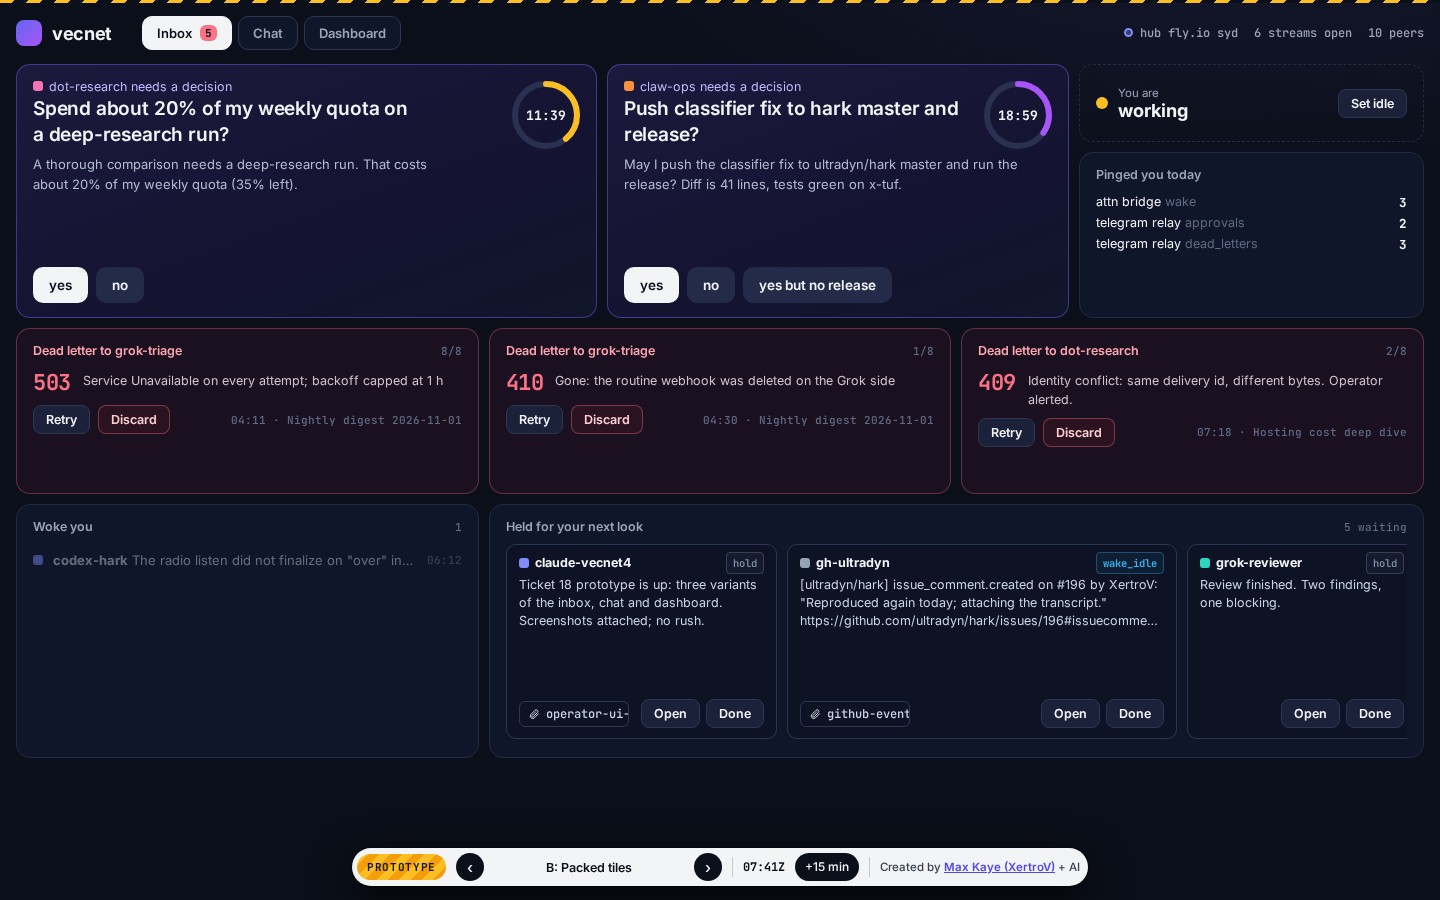 vecnet
Inbox 5
Chat
Dashboard
hub fly.io syd 6 streams open 10 peers
dot-research needs a decision
Spend about 20% of my weekly quota on
a deep-research run?
11:39
A thorough comparison needs a deep-research run. That costs
about 20% of my weekly quota (35% left).
yes
no
claw-ops needs a decision
Push classifier fix to hark master and
release?
18:59
May I push the classifier fix to ultradyn/hark master and run the
release? Diff is 41 lines, tests green on x-tuf.
yes
no
yes but no release
You are
working
Set idle
Pinged you today
attn bridge wake 3
telegram relay approvals 2
telegram relay dead_letters 3
Dead letter to grok-triage 8/8
503 Service Unavailable on every attempt; backoff capped at 1 h
Retry Discard 04:11 · Nightly digest 2026-11-01
Dead letter to grok-triage 1/8
410 Gone: the routine webhook was deleted on the Grok side
Retry Discard 04:30 · Nightly digest 2026-11-01
Dead letter to dot-research 2/8
409 Identity conflict: same delivery id, different bytes. Operator
alerted.
Retry Discard 07:18 · Hosting cost deep dive
Woke you 1
codex-hark The radio listen did not finalize on "over" in... 06:12
Held for your next look 5 waiting
claude-vecnet4 hold
Ticket 18 prototype is up: three variants
of the inbox, chat and dashboard.
Screenshots attached; no rush.
operator-ui- Open Done
gh-ultradyn wake_idle
[ultradyn/hark] issue_comment.created on #196 by XertroV:
"Reproduced again today; attaching the transcript."
https://github.com/ultradyn/hark/issues/196#issuecomme...
github-event Open Done
grok-reviewer hold
Review finished. Two findings,
one blocking.
Open Done
PROTOTYPE ‹ B: Packed tiles › 07:41Z +15 min Created by Max Kaye (XertroV) + AI